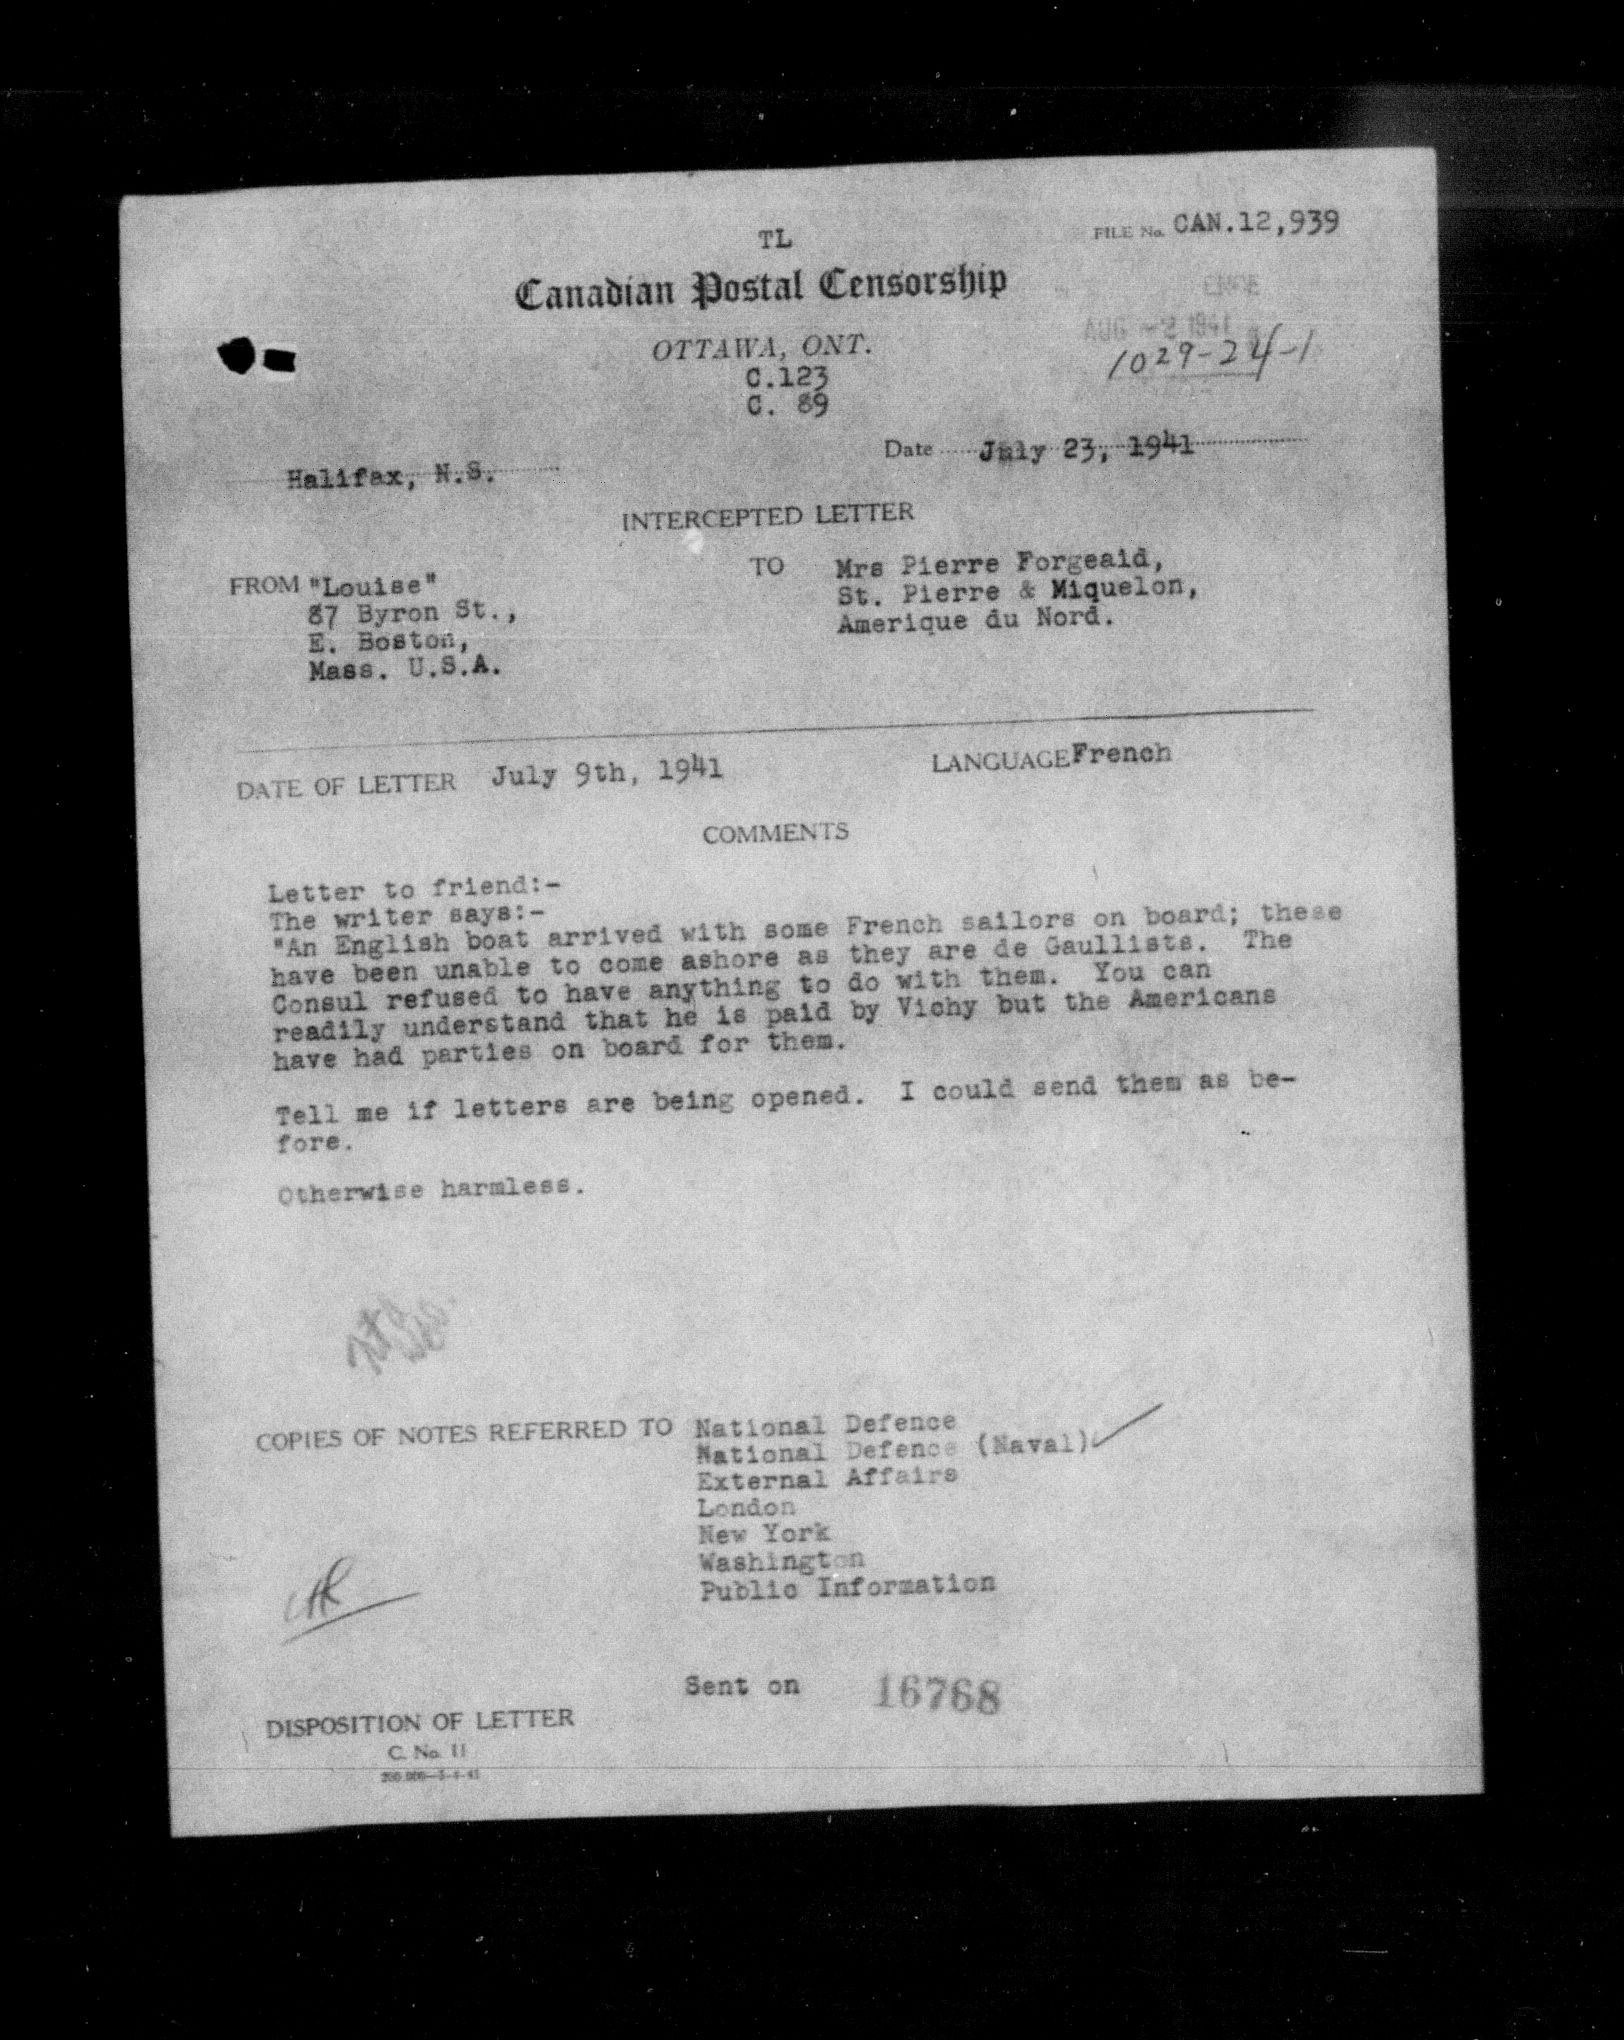 TL
FILE No. CAN.12,939
Canadian Postal Censorship
AUG -2 1941
OTTAWA, ONT.
1029-24-1
C.123
C. 89
Date July 23, 1941
Halifax, N.S.
INTERCEPTED LETTER
FROM "Louise"
87 Byron St.,
E. Boston,
Mass. U.S.A.
TO Mrs Pierre Forgeaid,
St. Pierre & Miquelon,
Amerique du Nord.
DATE OF LETTER July 9th, 1941
LANGUAGE French
COMMENTS
Letter to friend:-
The writer says:-
"An English boat arrived with some French sailors on board; these
have been unable to come ashore as they are de Gaullists. The
Consul refused to have anything to do with them. You can
readily understand that he is paid by Vichy but the Americans
have had parties on board for them.
Tell me if letters are being opened. I could send them as be-
fore.
Otherwise harmless.
COPIES OF NOTES REFERRED TO National Defence
National Defence (Naval)
External Affairs
London
New York
Washington
Public Information
Sent on 16768
DISPOSITION OF LETTER
C. No. 11